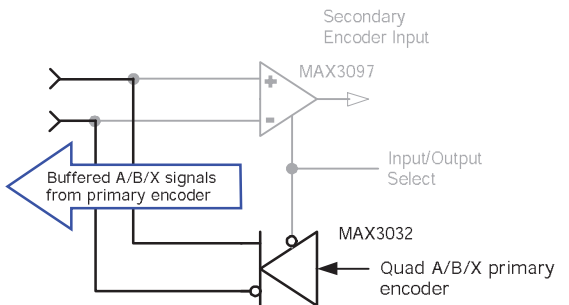 Secondary
Encoder Input
MAX3097
+
-
Input/Output
Select
Buffered A/B/X signals
from primary encoder
MAX3032
Quad A/B/X primary
encoder